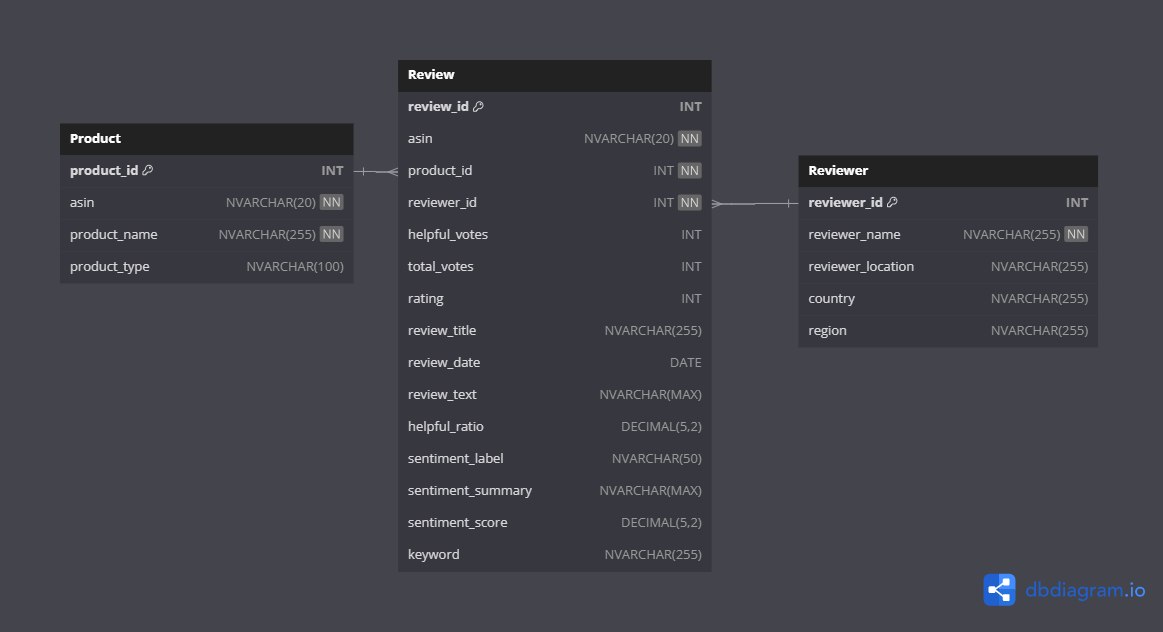 Product
product_id INT
asin NVARCHAR(20) NN
product_name NVARCHAR(255) NN
product_type NVARCHAR(100)
Review
review_id INT
asin NVARCHAR(20) NN
product_id INT NN
reviewer_id INT NN
helpful_votes INT
total_votes INT
rating INT
review_title NVARCHAR(255)
review_date DATE
review_text NVARCHAR(MAX)
helpful_ratio DECIMAL(5,2)
sentiment_label NVARCHAR(50)
sentiment_summary NVARCHAR(MAX)
sentiment_score DECIMAL(5,2)
keyword NVARCHAR(255)
Reviewer
reviewer_id INT
reviewer_name NVARCHAR(255) NN
reviewer_location NVARCHAR(255)
country NVARCHAR(255)
region NVARCHAR(255)
dbdiagram.io